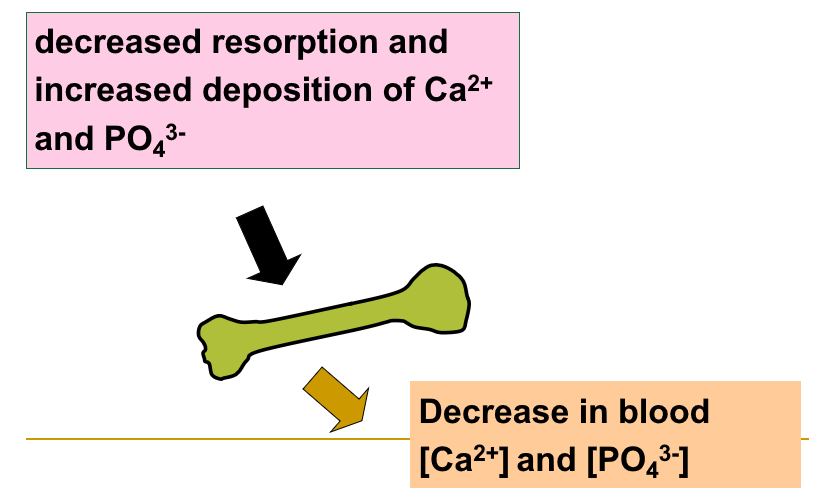 decreased resorption and
increased deposition of Ca²⁺
and PO₄³⁻
Decrease in blood
[Ca²⁺] and [PO₄³⁻]